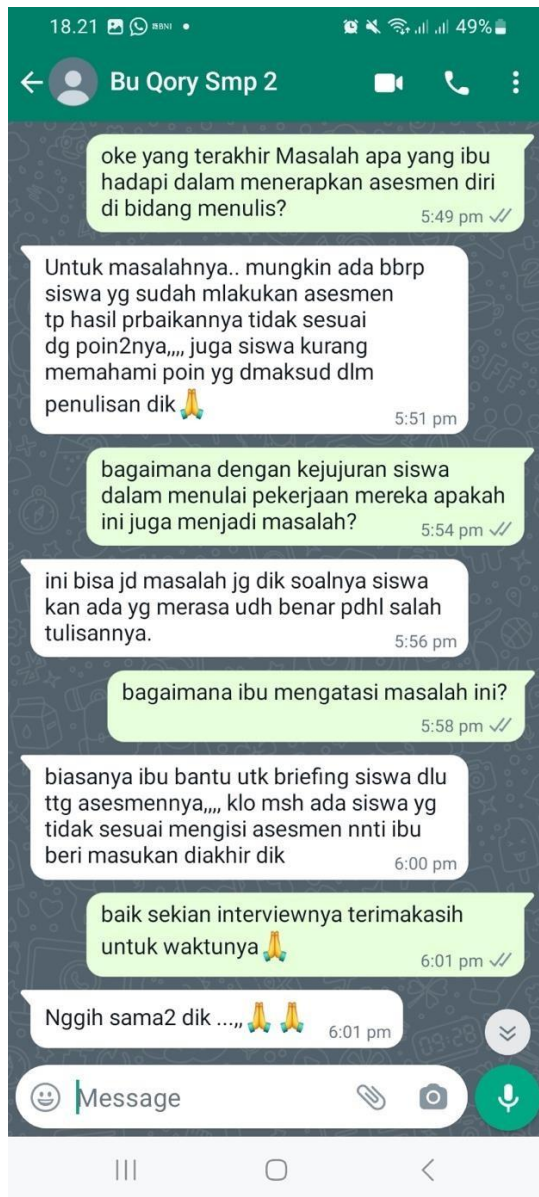 18.21 BNI • 49%
Bu Qory Smp 2
oke yang terakhir Masalah apa yang ibu
hadapi dalam menerapkan asesmen diri
di bidang menulis?
5:49 pm
Untuk masalahnya.. mungkin ada bbrp
siswa yg sudah mlakukan asesmen
tp hasil prbaikannya tidak sesuai
dg poin2nya,,,, juga siswa kurang
memahami poin yg dmaksud dlm
penulisan dik🙏
5:51 pm
bagaimana dengan kejujuran siswa
dalam menulai pekerjaan mereka apakah
ini juga menjadi masalah?
5:54 pm
ini bisa jd masalah jg dik soalnya siswa
kan ada yg merasa udh benar pdhl salah
tulisannya.
5:56 pm
bagaimana ibu mengatasi masalah ini?
5:58 pm
biasanya ibu bantu utk briefing siswa dlu
ttg asesmennya,,,, klo msh ada siswa yg
tidak sesuai mengisi asesmen nnti ibu
beri masukan diakhir dik
6:00 pm
baik sekian interviewnya terimakasih
untuk waktunya🙏
6:01 pm
Nggih sama2 dik ...,,🙏🙏
6:01 pm
Message